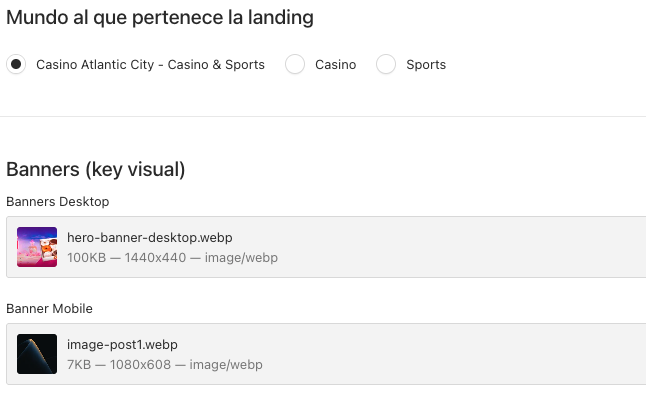 Mundo al que pertenece la landing
Casino Atlantic City - Casino & Sports Casino Sports
Banners (key visual)
Banners Desktop
hero-banner-desktop.webp
100KB — 1440x440 — image/webp
Banner Mobile
image-post1.webp
7KB — 1080x608 — image/webp